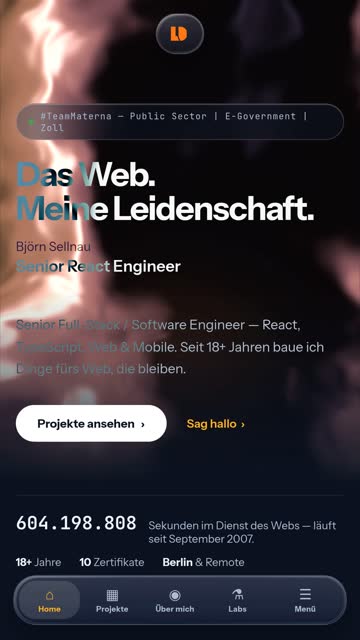 #TeamMaterna — Public Sector | E-Government |
Zoll
Das Web.
Meine Leidenschaft.
Björn Sellnau
Senior React Engineer
Senior Full-Stack / Software Engineer — React,
TypeScript, Web & Mobile. Seit 18+ Jahren baue ich
Dinge fürs Web, die bleiben.
Projekte ansehen ›
Sag hallo ›
604.198.808 Sekunden im Dienst des Webs — läuft
seit September 2007.
18+ Jahre 10 Zertifikate Berlin & Remote
Home Projekte Über mich Labs Menü